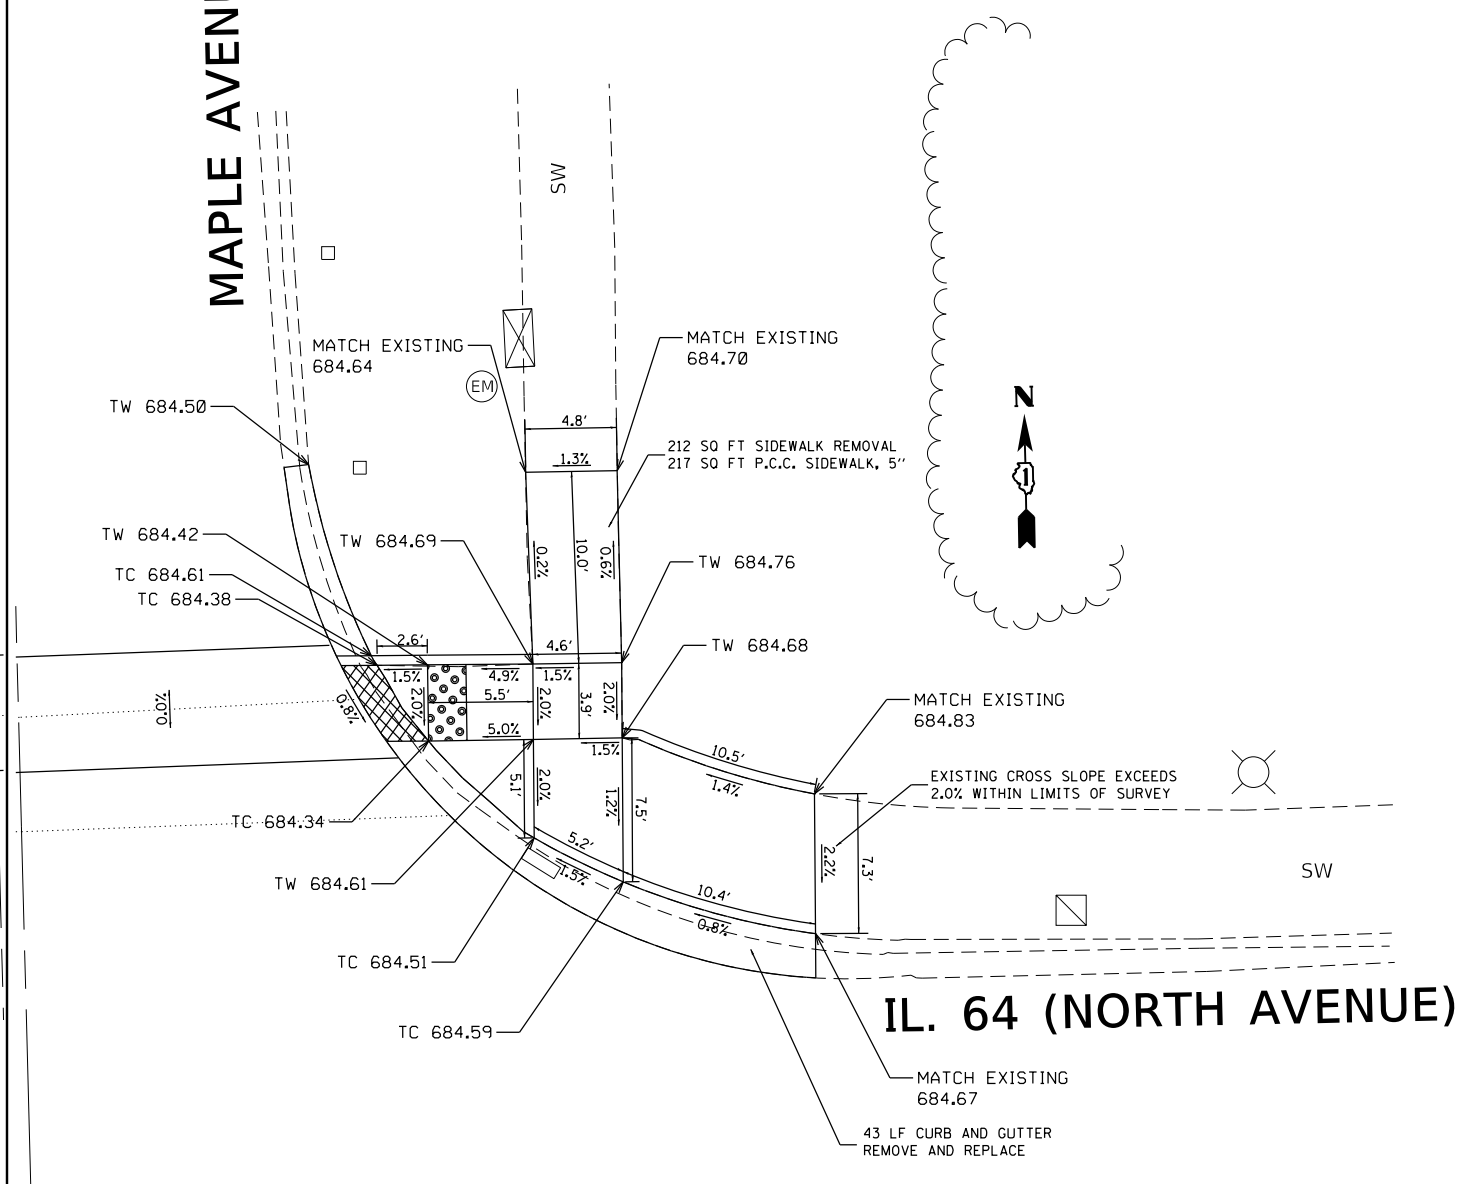 MAPLE AVENU
SW
MATCH EXISTING
684.64
MATCH EXISTING
684.70
EM
N
TW 684.50
4.8'
1.3%
212 SQ FT SIDEWALK REMOVAL
217 SQ FT P.C.C. SIDEWALK, 5"
TW 684.42
TW 684.69
0.2%
10.0'
0.6%
TW 684.76
TC 684.61
TC 684.38
2.6'
4.6'
TW 684.68
1.5%
4.9%
1.5%
0.0%
0.8%
2.0%
5.5'
2.0%
3.9'
2.0%
5.0%
1.5%
MATCH EXISTING
684.83
10.5'
1.4%
EXISTING CROSS SLOPE EXCEEDS
2.0% WITHIN LIMITS OF SURVEY
5.1'
2.0%
1.2%
7.5'
TC 684.34
5.2'
1.5%
2.2%
7.3'
SW
TW 684.61
10.4'
0.8%
TC 684.51
IL. 64 (NORTH AVENUE)
TC 684.59
MATCH EXISTING
684.67
43 LF CURB AND GUTTER
REMOVE AND REPLACE